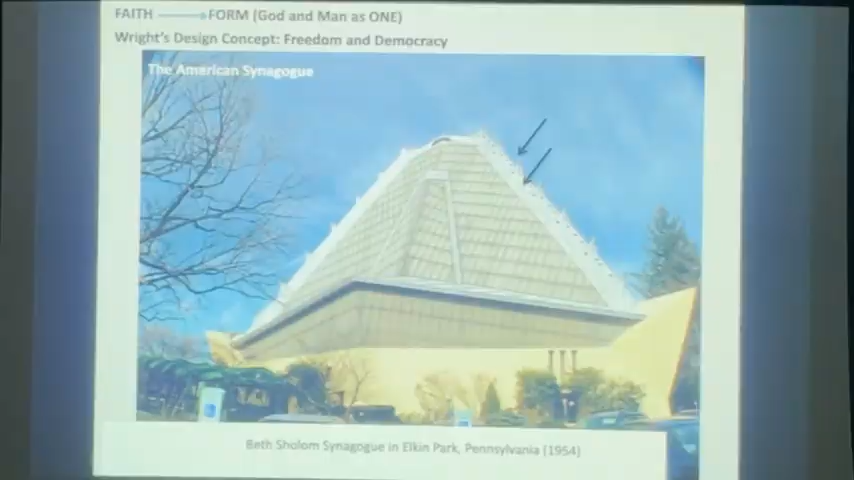 FAITH FORM (God and Man as ONE)
Wright's Design Concept: Freedom and Democracy
The American Synagogue
Beth Sholom Synagogue in Elkin Park, Pennsylvania (1954)